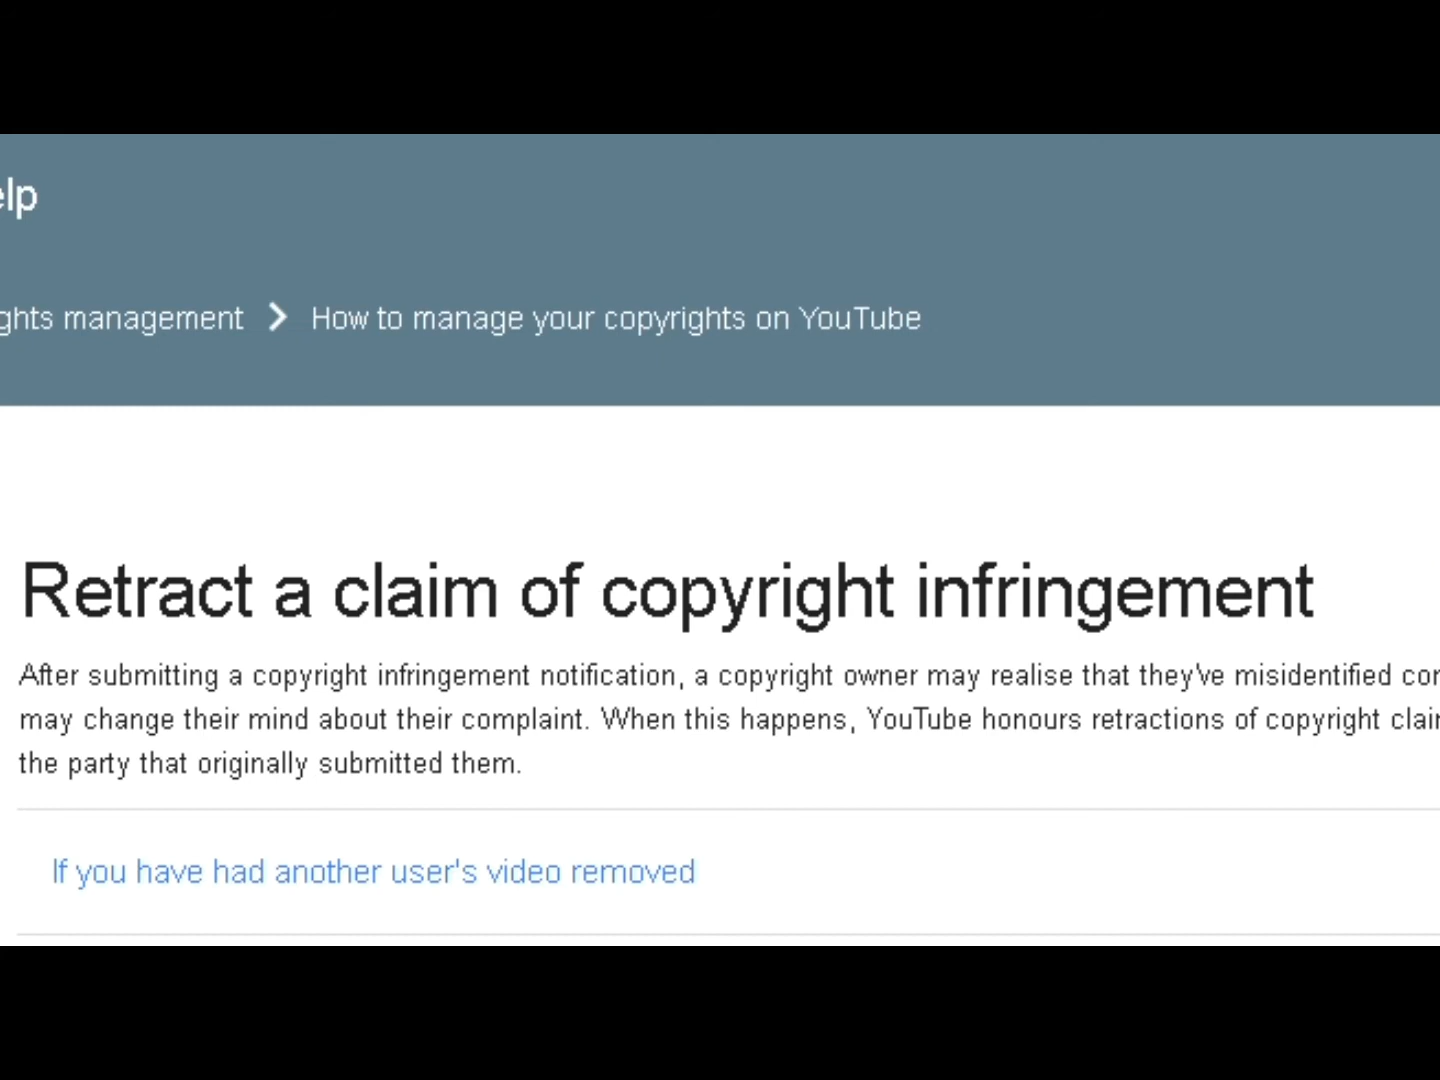 elp
ghts management > How to manage your copyrights on YouTube
Retract a claim of copyright infringement
After submitting a copyright infringement notification, a copyright owner may realise that they've misidentified
may change their mind about their complaint. When this happens, YouTube honours retractions of copyright
the party that originally submitted them.
If you have had another user's video removed